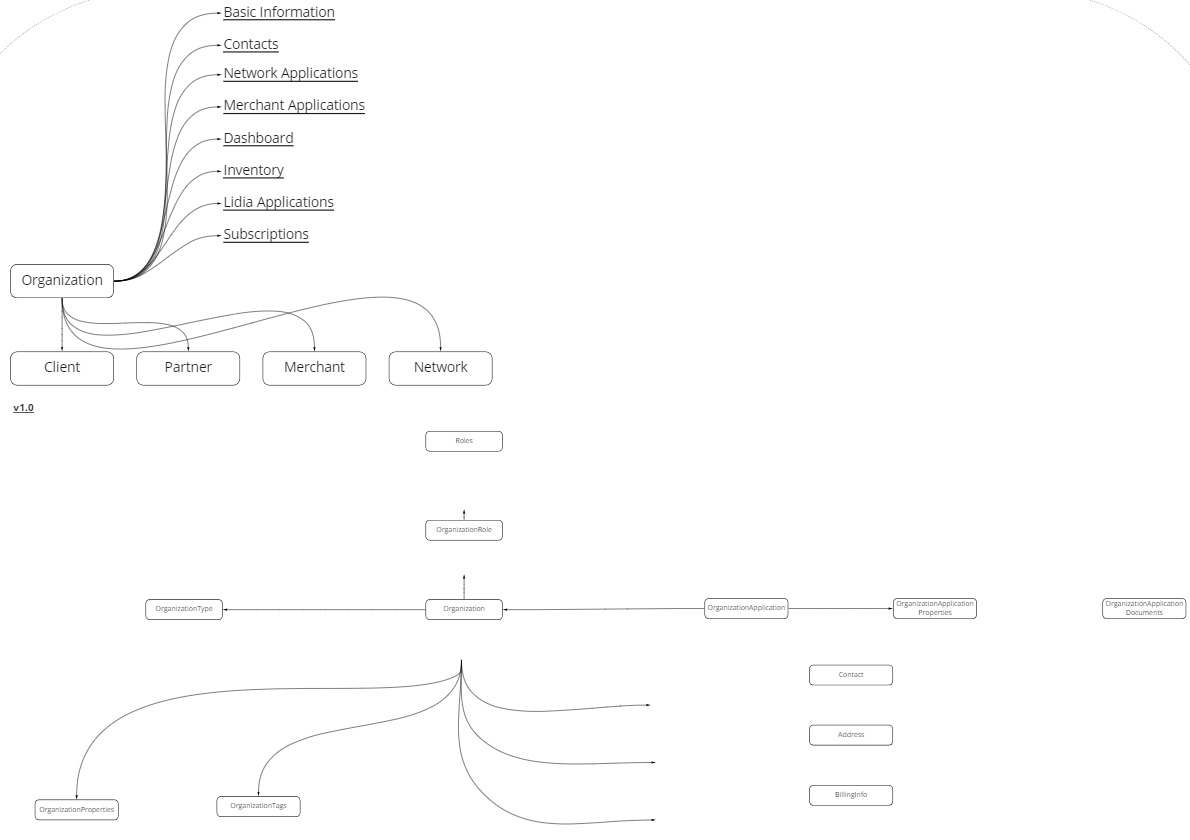 Basic Information
Contacts
Network Applications
Merchant Applications
Dashboard
Inventory
Lidia Applications
Subscriptions
Organization
Client
Partner
Merchant
Network
v1.0
Roles
OrganizationRole
OrganizationType
Organization
OrganizationApplication
OrganizationApplication
Properties
OrganizationApplication
Documents
Contact
Address
BillingInfo
OrganizationProperties
OrganizationTags